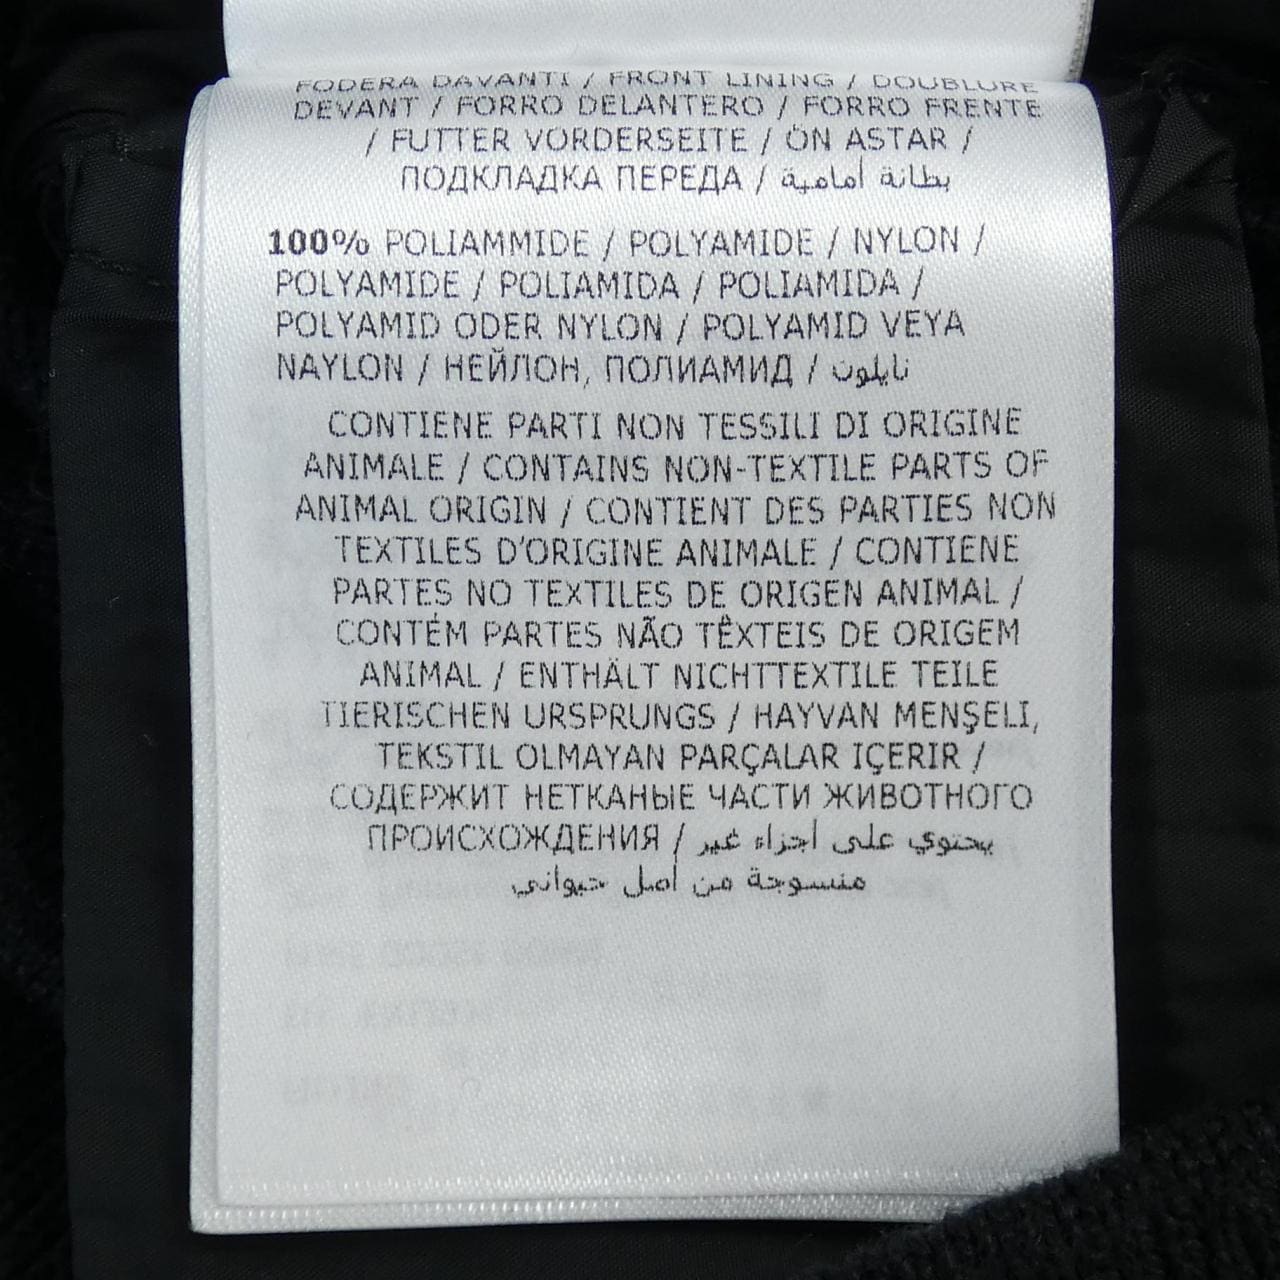 FODERA DAVANTI / FRONT LINING / DOUBLURE
DEVANT / FORRO DELANTERO / FORRO FRENTE
/ FUTTER VORDERSEITE / ÖN ASTAR /
ПОДКЛАДКА ПЕРЕДА / بطانة أمامية
100% POLIAMMIDE / POLYAMIDE / NYLON /
POLYAMIDE / POLIAMIDA / POLIAMIDA /
POLYAMID ODER NYLON / POLYAMID VEYA
NAYLON / НЕЙЛОН, ПОЛИАМИД / نايلون
CONTIENE PARTI NON TESSILI DI ORIGINE
ANIMALE / CONTAINS NON-TEXTILE PARTS OF
ANIMAL ORIGIN / CONTIENT DES PARTIES NON
TEXTILES D'ORIGINE ANIMALE / CONTIENE
PARTES NO TEXTILES DE ORIGEN ANIMAL /
CONTÉM PARTES NÃO TÊXTEIS DE ORIGEM
ANIMAL / ENTHÄLT NICHTTEXTILE TEILE
TIERISCHEN URSPRUNGS / HAYVAN MENŞELI,
TEKSTIL OLMAYAN PARÇALAR IÇERIR /
СОДЕРЖИТ НЕТКАНЫЕ ЧАСТИ ЖИВОТНОГО
ПРОИСХОЖДЕНИЯ / يحتوي على أجزاء غير
منسوجة من أصل حيواني